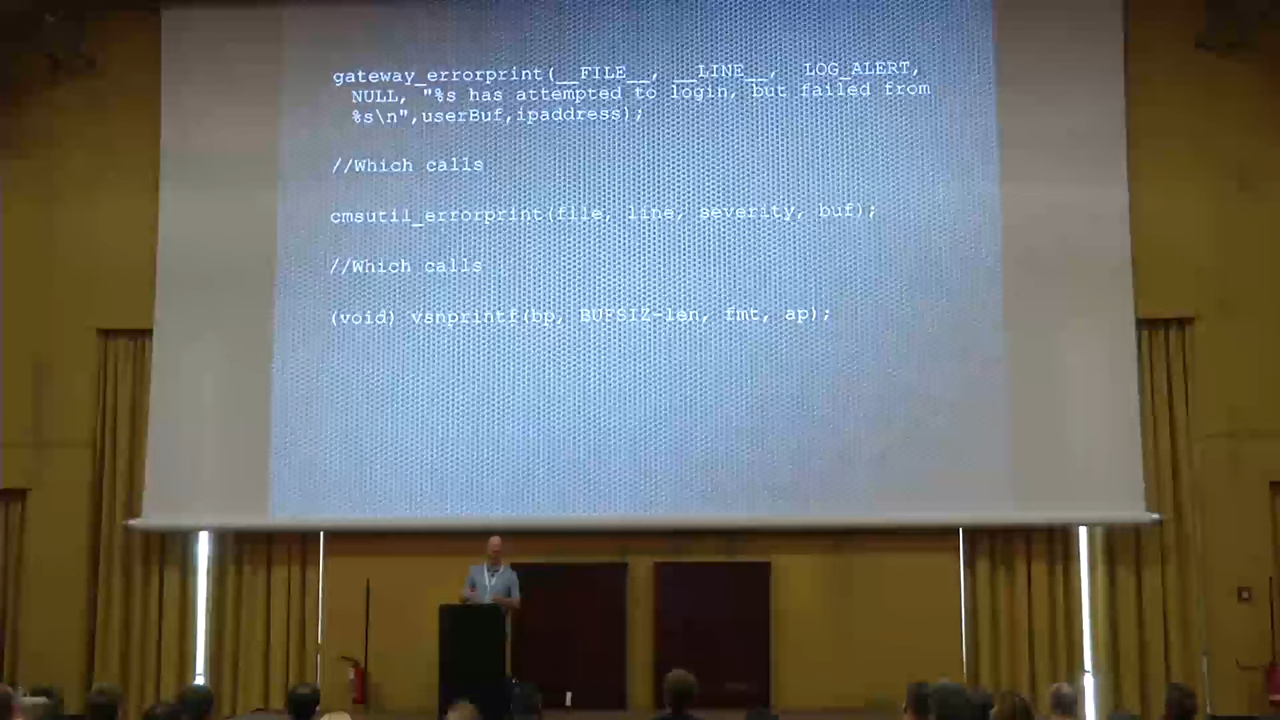 gateway_errorprint(__FILE__, __LINE__, LOG_ALERT,
NULL, "%s has attempted to login, but failed from
%s\n",userBuf,ipaddress);
//Which calls
cmsutil_errorprint(file, line, severity, buf);
//Which calls
(void) vsnprintf(bp, BUFSIZ-len, fmt, ap);